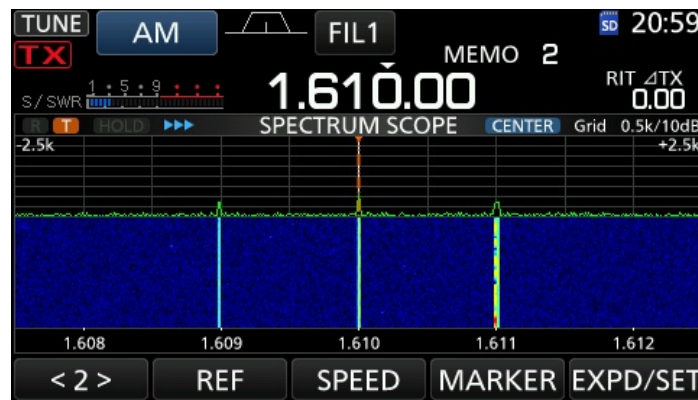 TUNE AM FIL1 SD 20:59
TX MEMO 2
S/SWR 1 5 9 1.610.00 RIT ⊿TX
0.00
R T HOLD SPECTRUM SCOPE CENTER Grid 0.5k/10dB
-2.5k +2.5k
1.608 1.609 1.610 1.611 1.612
< 2 > REF SPEED MARKER EXPD/SET